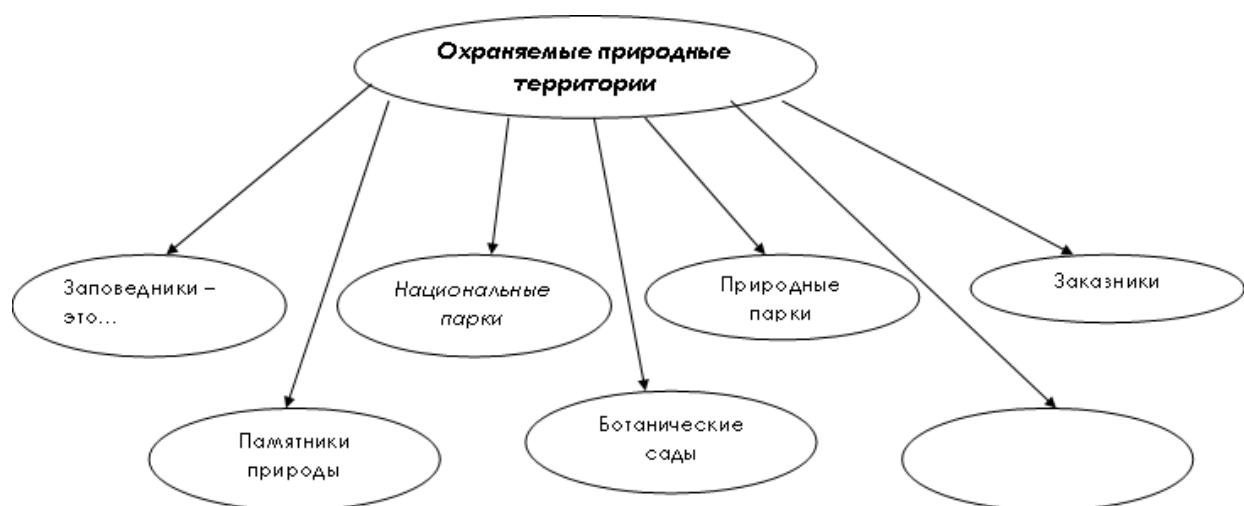 Охраняемые природные
территории
Заповедники –
это...
Национальные
парки
Природные
парки
Заказники
Памятники
природы
Ботанические
сады